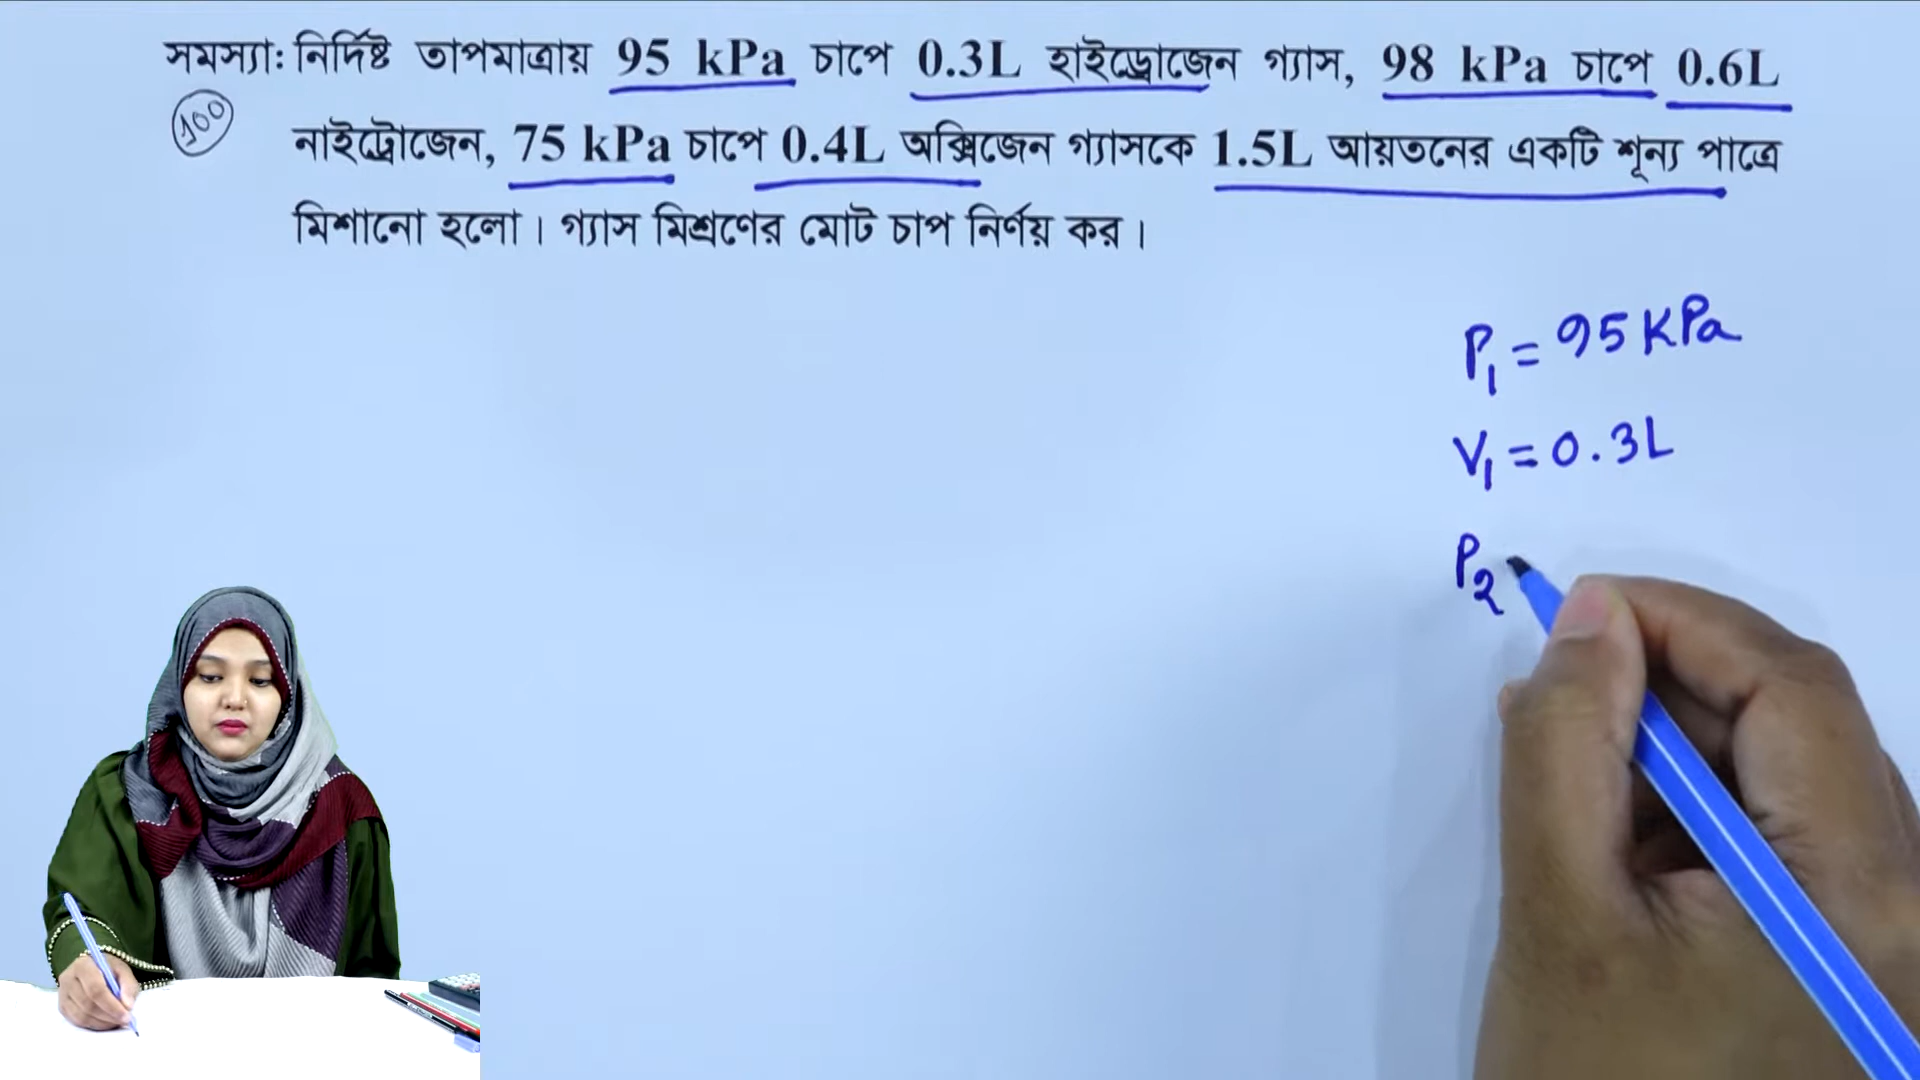 সমস্যাঃ নির্দিষ্ট তাপমাত্রায় 95 kPa চাপে 0.3L হাইড্রোজেন গ্যাস, 98 kPa চাপে 0.6L
100
নাইট্রোজেন, 75 kPa চাপে 0.4L অক্সিজেন গ্যাসকে 1.5L আয়তনের একটি শূন্য পাত্রে
মিশানো হলো। গ্যাস মিশ্রণের মোট চাপ নির্ণয় কর।
P₁ = 95 KPa
V₁ = 0.3L
P₂